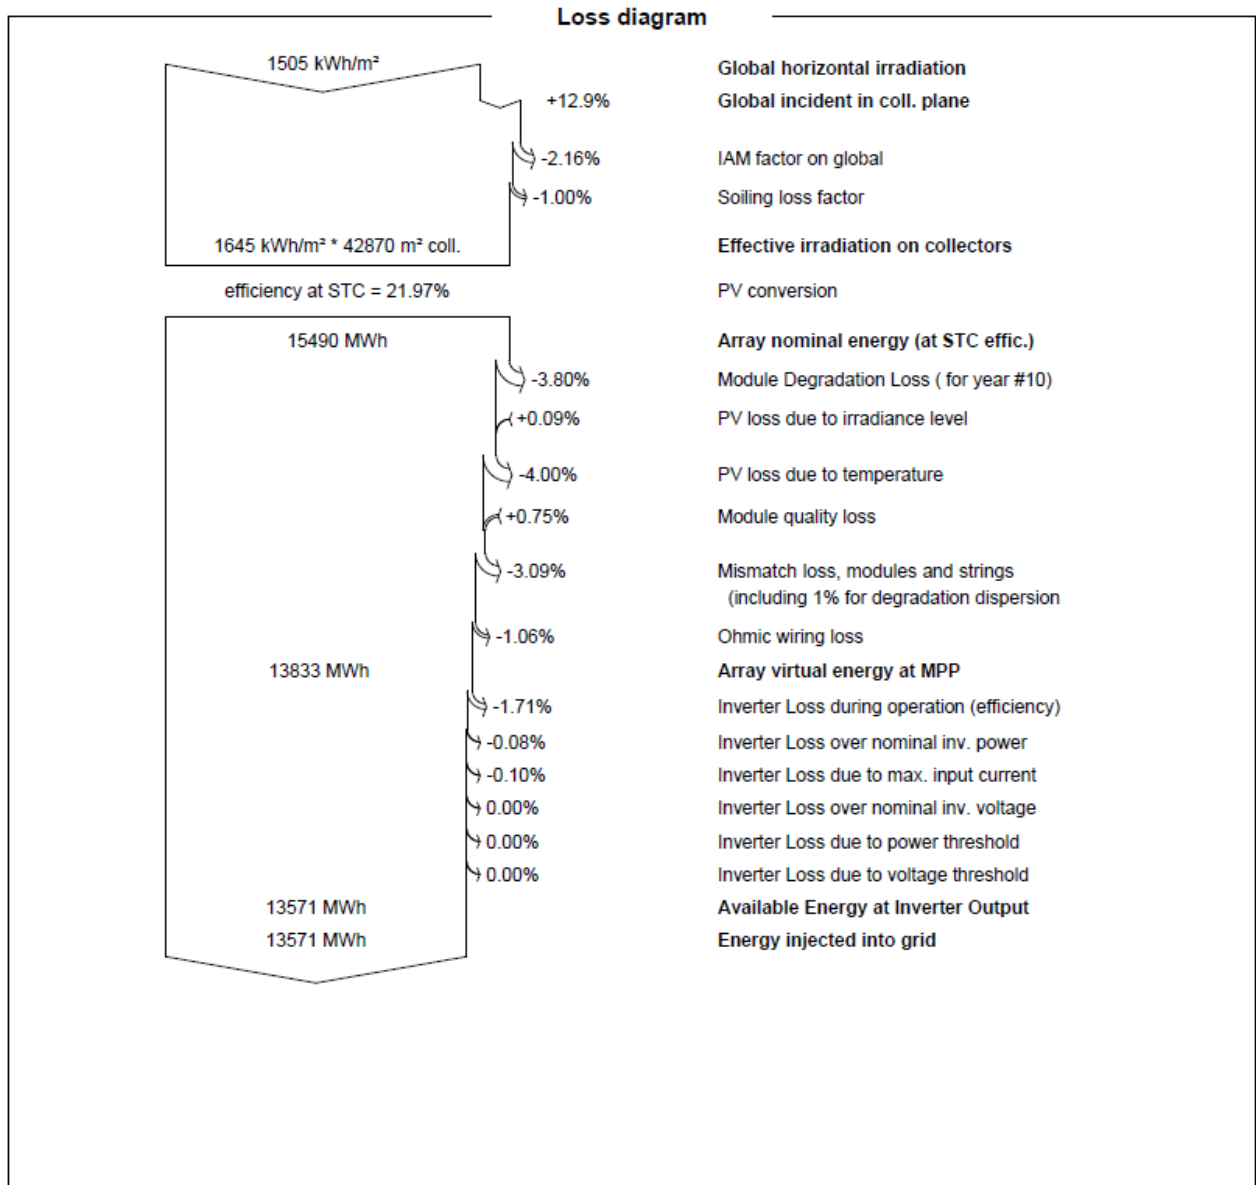 Loss diagram
1505 kWh/m²
Global horizontal irradiation
+12.9%
Global incident in coll. plane
-2.16%
IAM factor on global
-1.00%
Soiling loss factor
1645 kWh/m² * 42870 m² coll.
Effective irradiation on collectors
efficiency at STC = 21.97%
PV conversion
15490 MWh
Array nominal energy (at STC effic.)
-3.80%
Module Degradation Loss ( for year #10)
+0.09%
PV loss due to irradiance level
-4.00%
PV loss due to temperature
+0.75%
Module quality loss
-3.09%
Mismatch loss, modules and strings
(including 1% for degradation dispersion
-1.06%
Ohmic wiring loss
13833 MWh
Array virtual energy at MPP
-1.71%
Inverter Loss during operation (efficiency)
-0.08%
Inverter Loss over nominal inv. power
-0.10%
Inverter Loss due to max. input current
0.00%
Inverter Loss over nominal inv. voltage
0.00%
Inverter Loss due to power threshold
0.00%
Inverter Loss due to voltage threshold
13571 MWh
Available Energy at Inverter Output
13571 MWh
Energy injected into grid